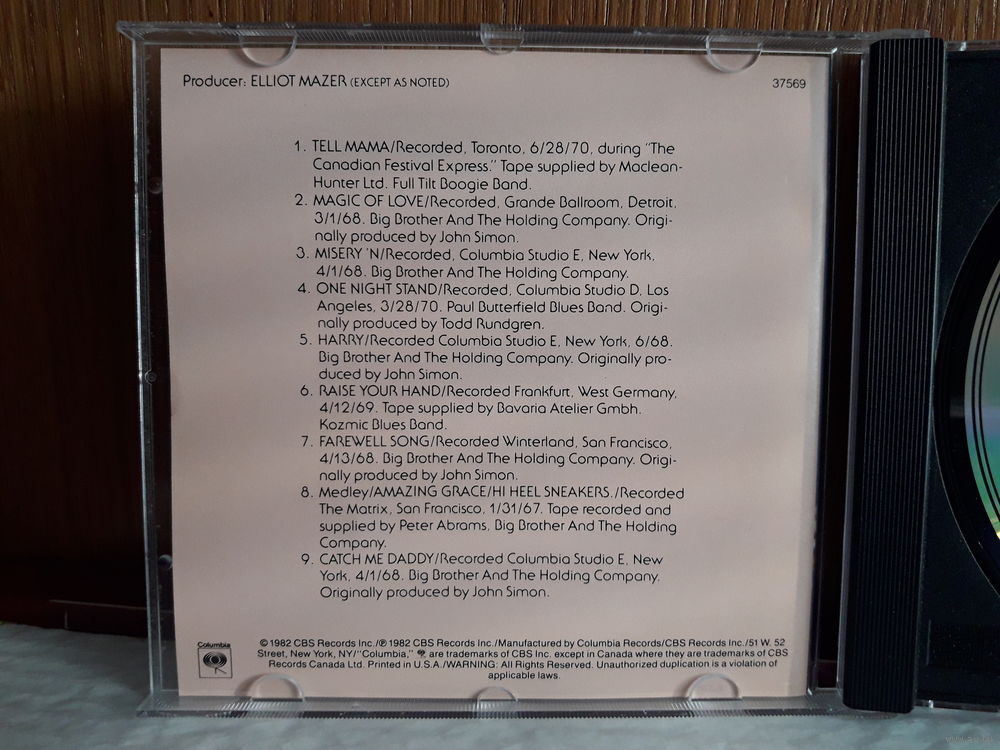 Producer: ELLIOT MAZER (EXCEPT AS NOTED)
37569
1. TELL MAMA/Recorded, Toronto, 6/28/70, during "The
Canadian Festival Express." Tape supplied by Maclean-
Hunter Ltd. Full Tilt Boogie Band.
2. MAGIC OF LOVE/Recorded, Grande Ballroom, Detroit,
3/1/68. Big Brother And The Holding Company. Origi-
nally produced by John Simon.
3. MISERY 'N/Recorded, Columbia Studio E, New York,
4/1/68. Big Brother And The Holding Company.
4. ONE NIGHT STAND/Recorded, Columbia Studio D, Los
Angeles, 3/28/70. Paul Butterfield Blues Band. Origi-
nally produced by Todd Rundgren.
5. HARRY/Recorded Columbia Studio E, New York, 6/68.
Big Brother And The Holding Company. Originally pro-
duced by John Simon.
6. RAISE YOUR HAND/Recorded Frankfurt, West Germany,
4/12/69. Tape supplied by Bavaria Atelier Gmbh.
Kozmic Blues Band.
7. FAREWELL SONG/Recorded Winterland, San Francisco,
4/13/68. Big Brother And The Holding Company. Origi-
nally produced by John Simon.
8. Medley/AMAZING GRACE/HI HEEL SNEAKERS./Recorded
The Matrix, San Francisco, 1/31/67. Tape recorded and
supplied by Peter Abrams, Big Brother And The Holding
Company.
9. CATCH ME DADDY/Recorded Columbia Studio E, New
York, 4/1/68. Big Brother And The Holding Company.
Originally produced by John Simon.
Columbia
© 1982 CBS Records Inc./℗ 1982 CBS Records Inc./Manufactured by Columbia Records/CBS Records Inc./51 W. 52
Street, New York, NY/"Columbia," are trademarks of CBS Inc. except in Canada where they are trademarks of CBS
Records Canada Ltd. Printed in U.S.A./WARNING: All Rights Reserved. Unauthorized duplication is a violation of
applicable laws.